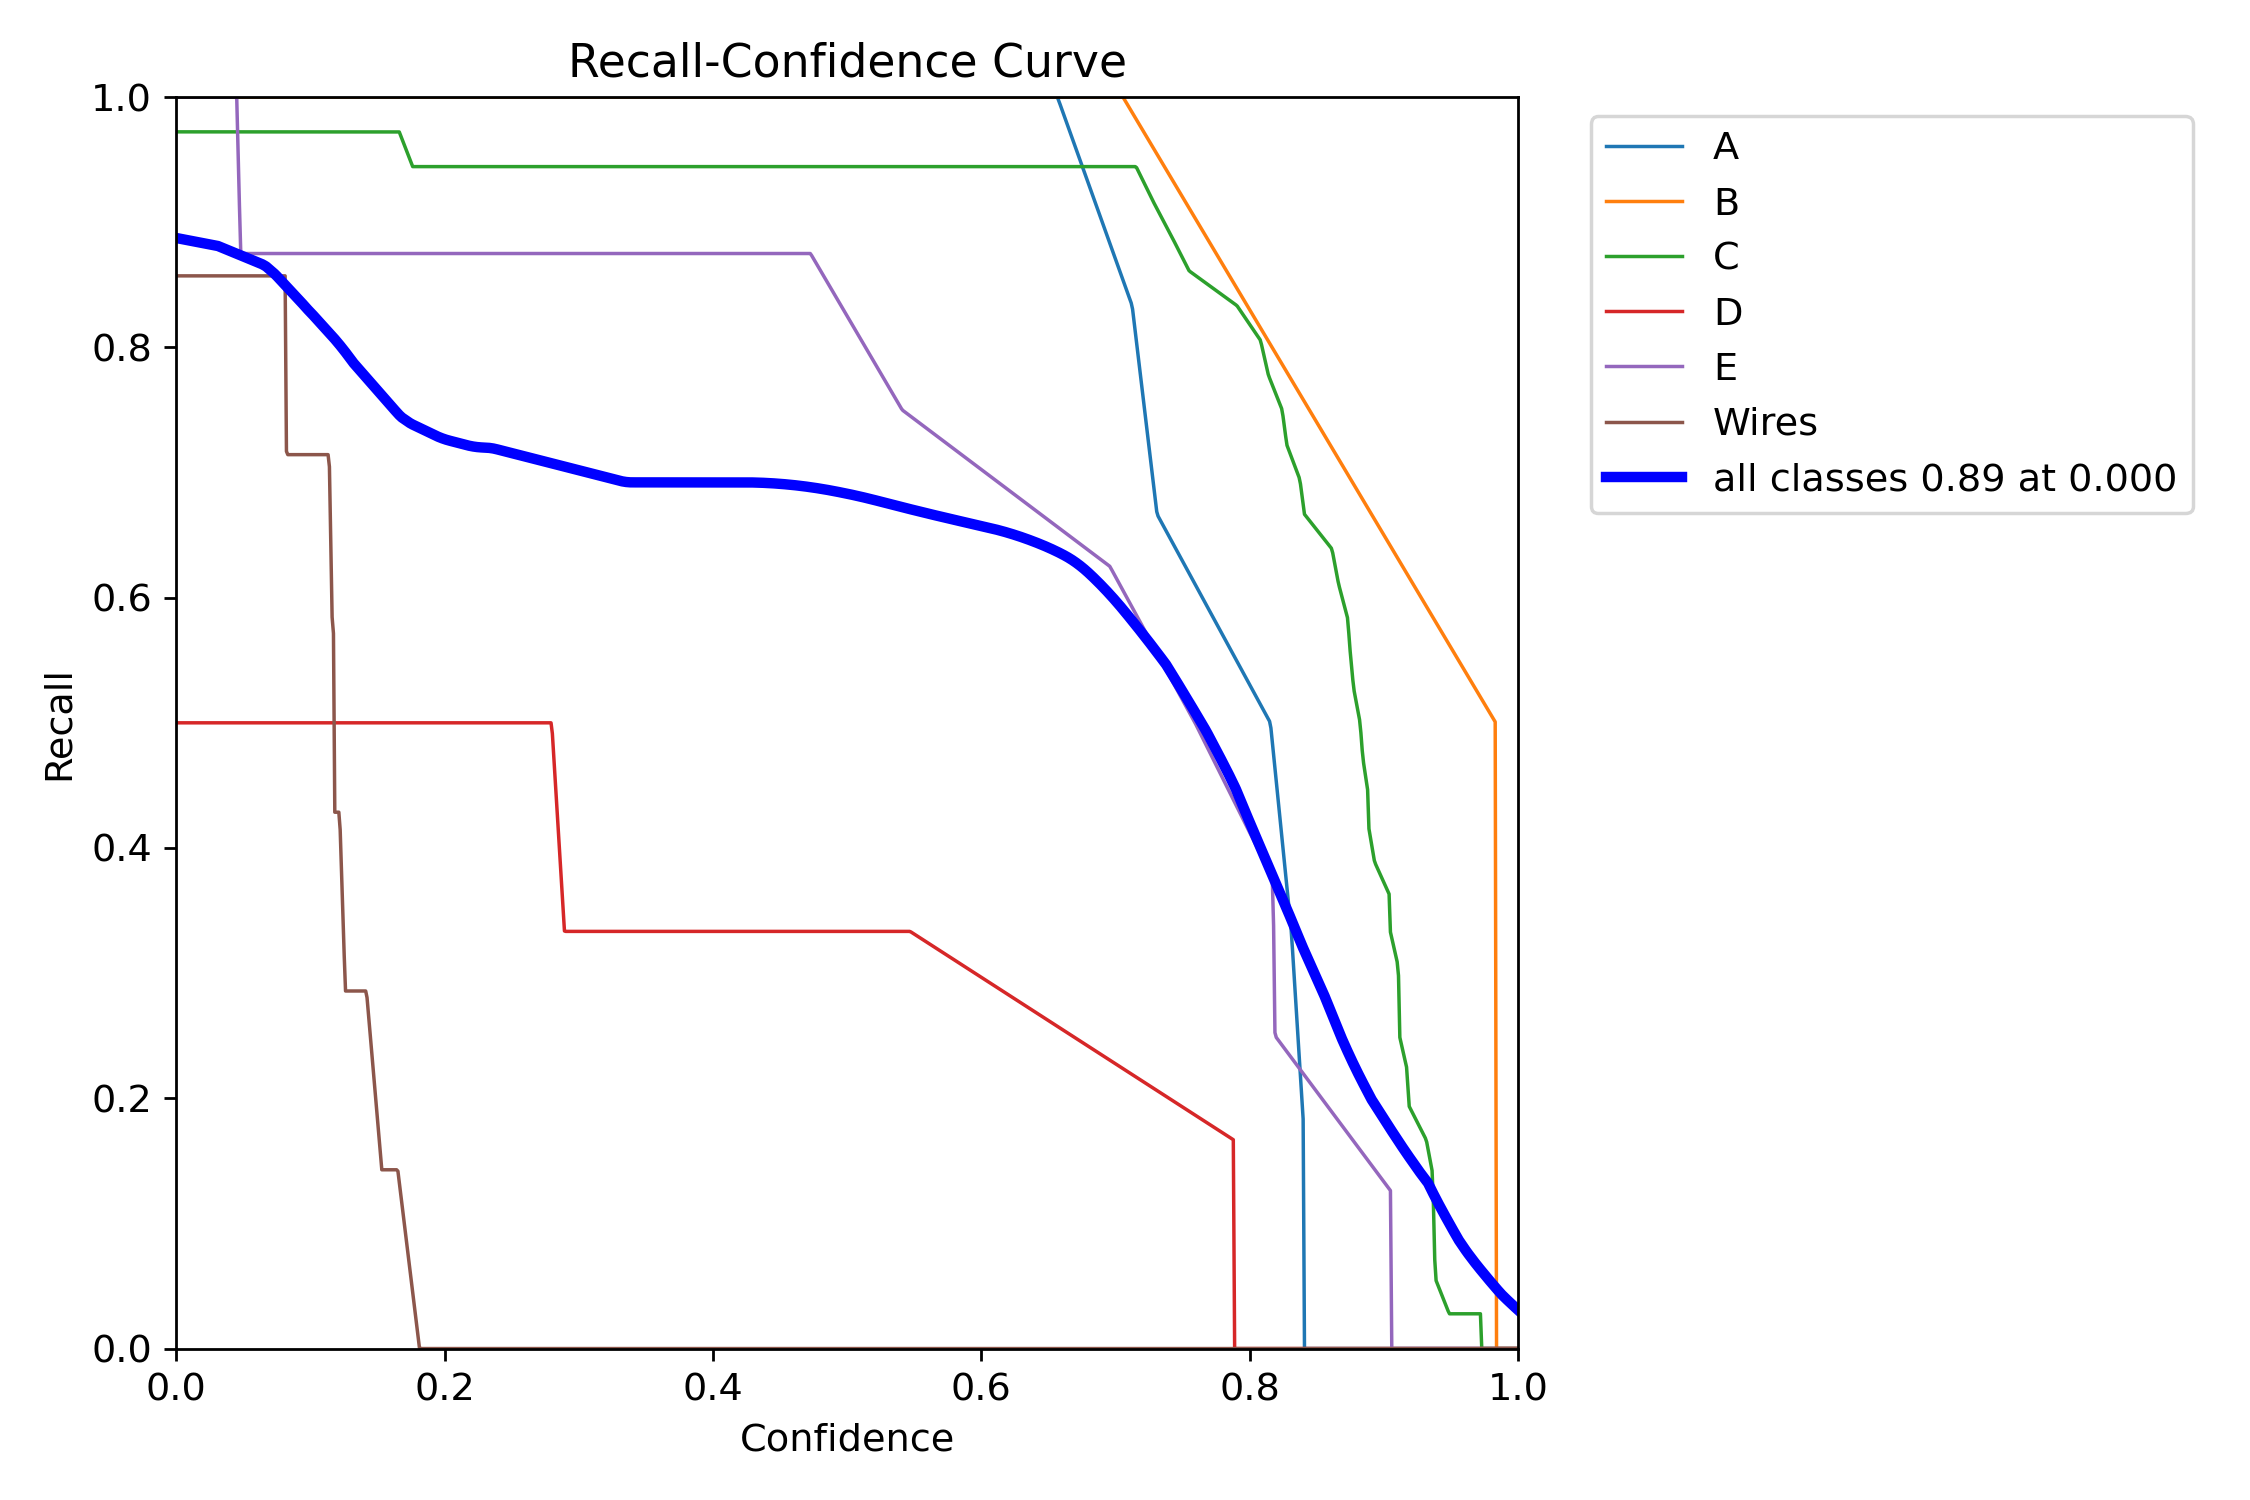 Recall-Confidence Curve
1.0
0.8
0.6
0.4
0.2
0.0
Recall
0.0 0.2 0.4 0.6 0.8 1.0
Confidence
A
B
C
D
E
Wires
all classes 0.89 at 0.000